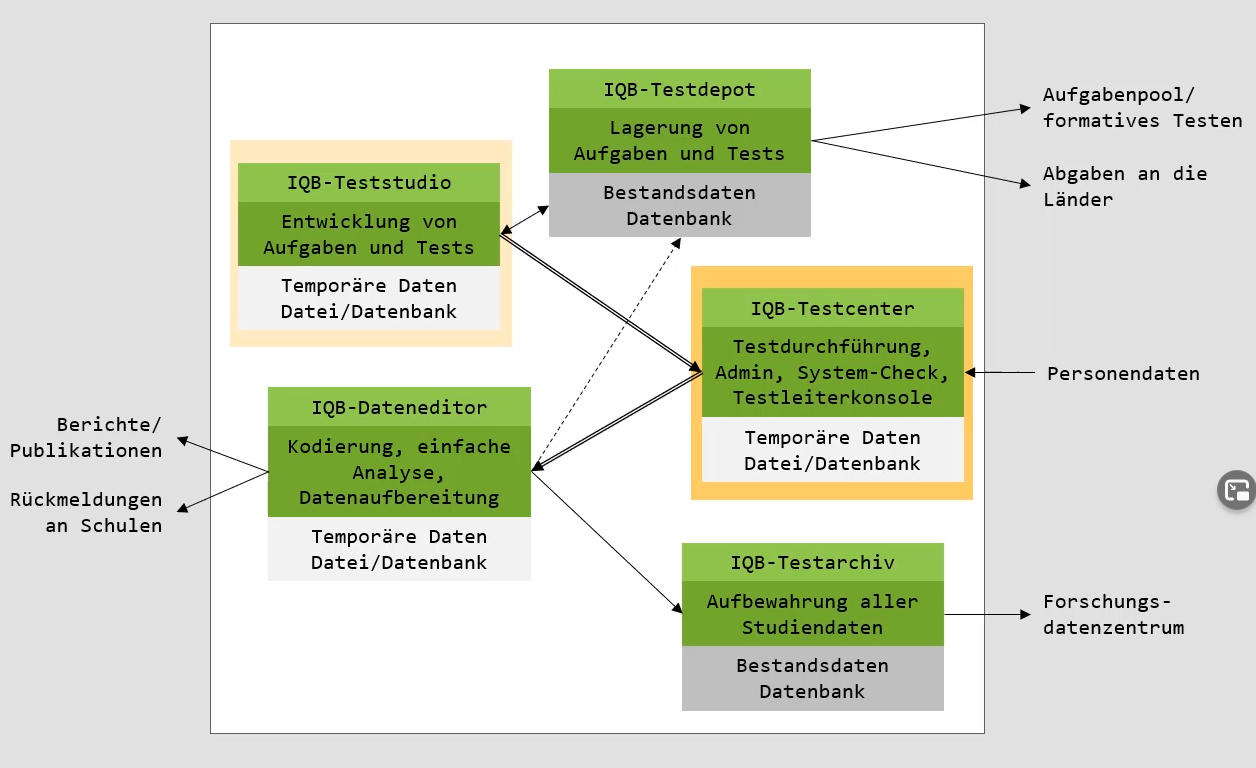 IQB-Testdepot
Lagerung von
Aufgaben und Tests
Bestandsdaten
Datenbank
Aufgabenpool/
formatives Testen
Abgaben an die
Länder
IQB-Teststudio
Entwicklung von
Aufgaben und Tests
Temporäre Daten
Datei/Datenbank
IQB-Testcenter
Testdurchführung,
Admin, System-Check,
Testleiterkonsole
Temporäre Daten
Datei/Datenbank
Personendaten
Berichte/
Publikationen
Rückmeldungen
an Schulen
IQB-Dateneditor
Kodierung, einfache
Analyse,
Datenaufbereitung
Temporäre Daten
Datei/Datenbank
IQB-Testarchiv
Aufbewahrung aller
Studiendaten
Bestandsdaten
Datenbank
Forschungs-
datenzentrum